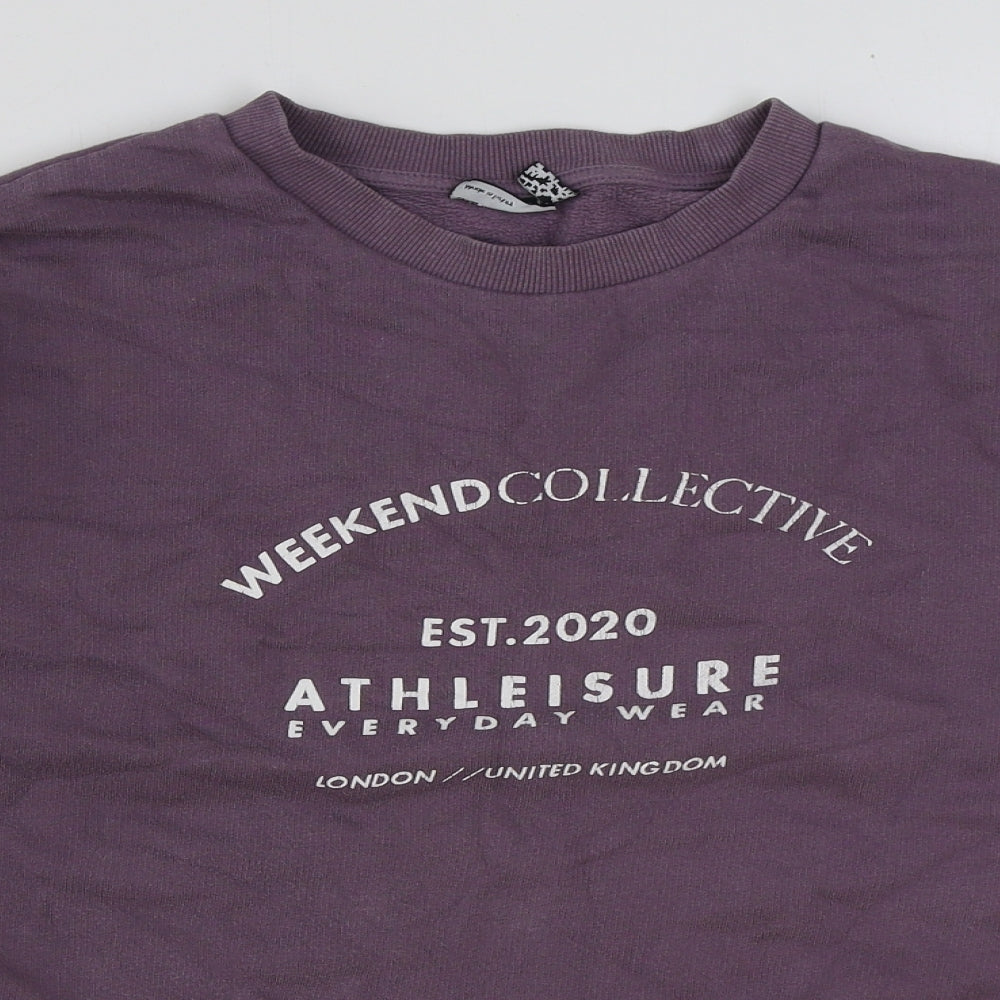 WEEKENDCOLLECTIVE
EST.2020
ATHLEISURE
EVERYDAY WEAR
LONDON //UNITED KINGDOM